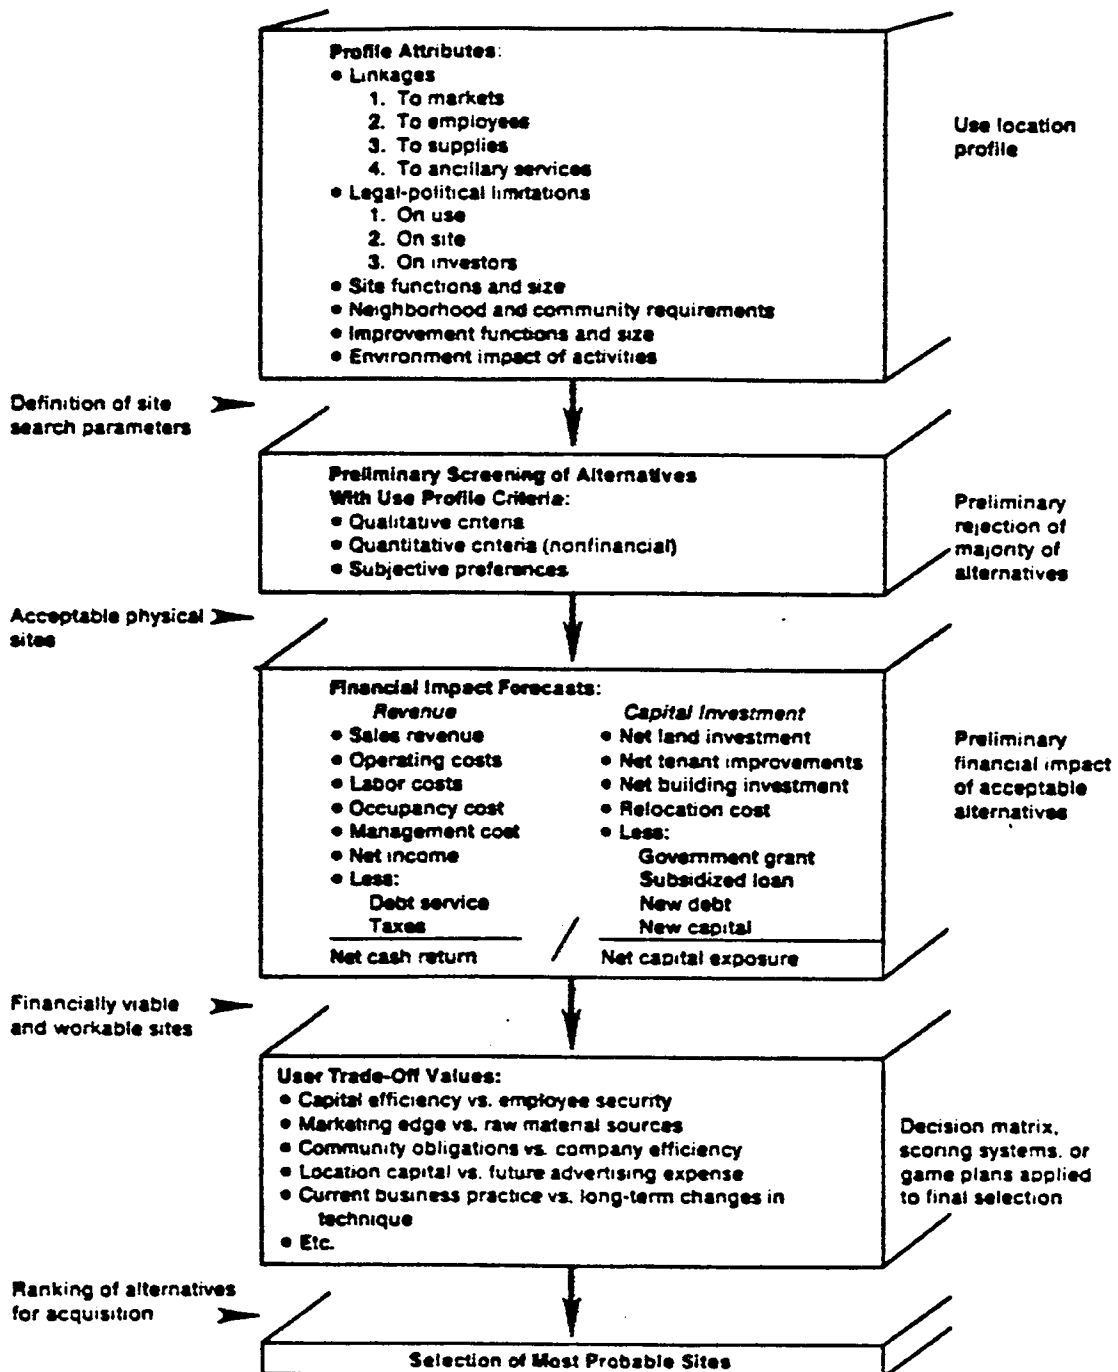 Profile Attributes:
• Linkages
1. To markets
2. To employees
3. To supplies
4. To ancillary services
• Legal-political limitations
1. On use
2. On site
3. On investors
• Site functions and size
• Neighborhood and community requirements
• Improvement functions and size
• Environment impact of activities
Use location
profile
Definition of site
search parameters
Preliminary Screening of Alternatives
With Use Profile Criteria:
• Qualitative criteria
• Quantitative criteria (nonfinancial)
• Subjective preferences
Preliminary
rejection of
majority of
alternatives
Acceptable physical
sites
Financial Impact Forecasts:
Revenue
• Sales revenue
• Operating costs
• Labor costs
• Occupancy cost
• Management cost
• Net income
• Less:
Debt service
Taxes
Net cash return
/
Capital Investment
• Net land investment
• Net tenant improvements
• Net building investment
• Relocation cost
• Less:
Government grant
Subsidized loan
New debt
New capital
Net capital exposure
Preliminary
financial impact
of acceptable
alternatives
Financially viable
and workable sites
User Trade-Off Values:
• Capital efficiency vs. employee security
• Marketing edge vs. raw material sources
• Community obligations vs. company efficiency
• Location capital vs. future advertising expense
• Current business practice vs. long-term changes in
technique
• Etc.
Decision matrix,
scoring systems, or
game plans applied
to final selection
Ranking of alternatives
for acquisition
Selection of Most Probable Sites